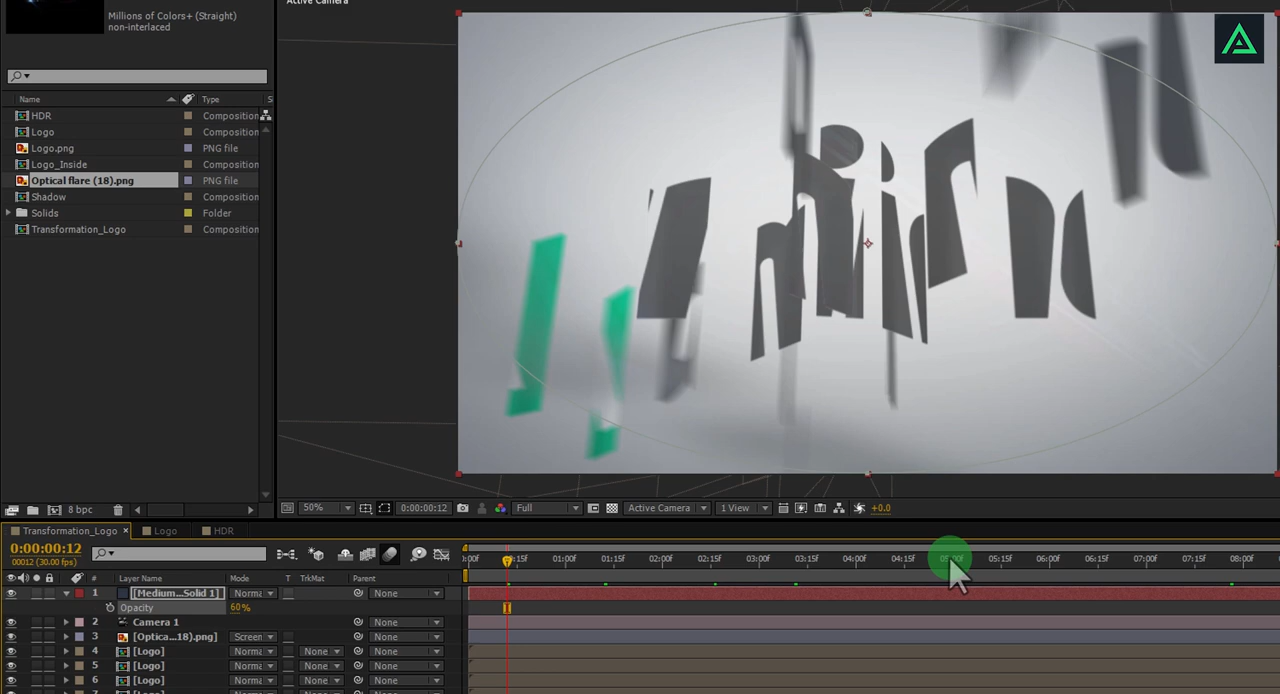 Active Camera
Millions of Colors+ (Straight)
non-interlaced
Name Type S
HDR Composition
Logo Composition
Logo.png PNG file
Logo_Inside Composition
Optical flare (18).png PNG file
Shadow Composition
Solids Folder
Transformation_Logo Composition
8 bpc
50% 0:00:00:12 Full Active Camera 1 View +0.0
Transformation_Logo × Logo HDR
0:00:00:12
00012 (30.00 fps)
:00f 15f 01:00f 01:15f 02:00f 02:15f 03:00f 03:15f 04:00f 04:15f 05:00f 05:15f 06:00f 06:15f 07:00f 07:15f 08:00f
# Layer Name Mode T TrkMat Parent
1 [Medium...Solid 1] Norma None
Opacity 60%
2 Camera 1 None
3 [Optica...18).png] Screen None
4 [Logo] Norma None None
5 [Logo] Norma None None
6 [Logo] Norma None None